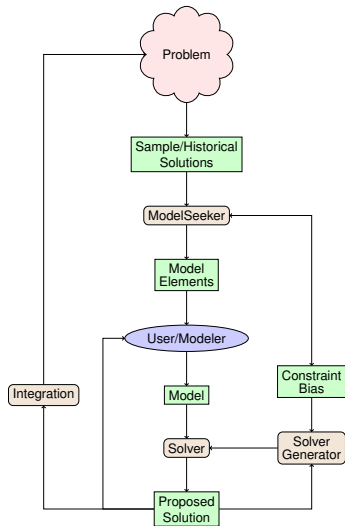 Problem
Sample/Historical
Solutions
ModelSeeker
Model
Elements
User/Modeler
Constraint
Bias
Integration
Model
Solver
Solver
Generator
Proposed
Solution